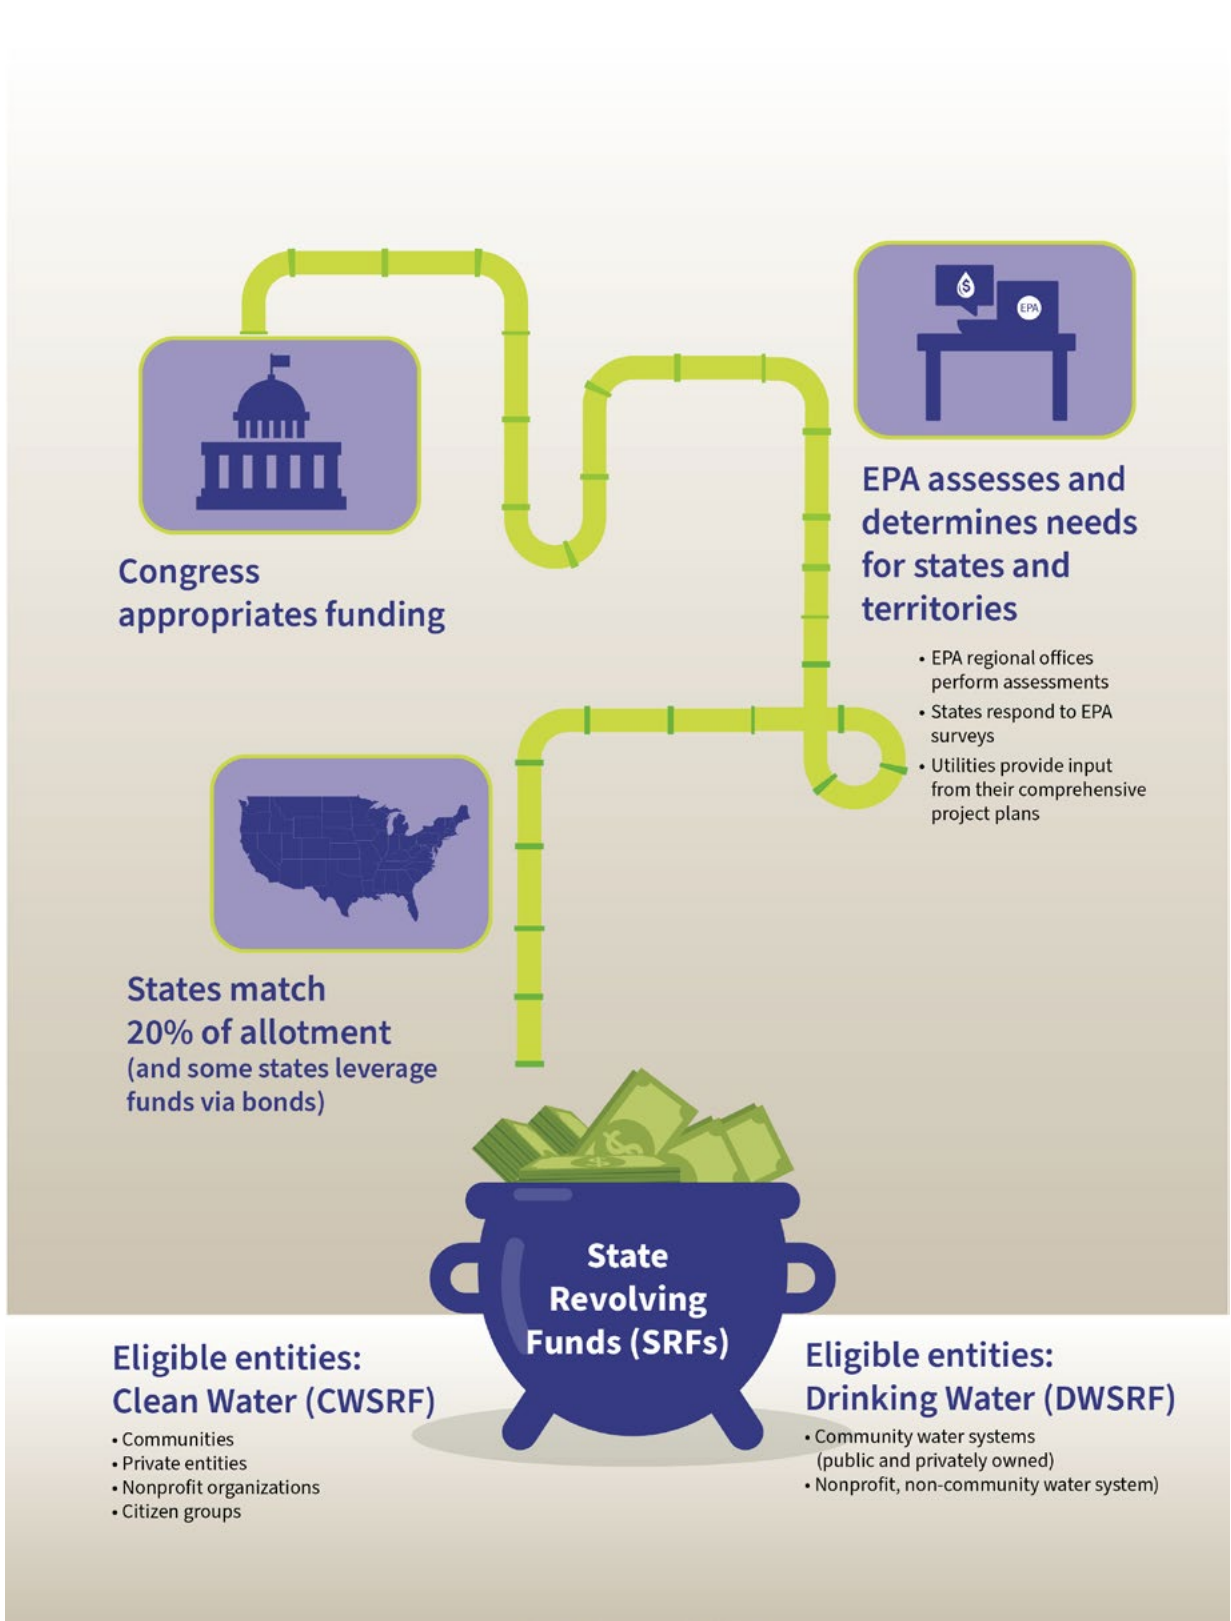 $
EPA
Congress
appropriates funding
EPA assesses and
determines needs
for states and
territories
• EPA regional offices
perform assessments
• States respond to EPA
surveys
• Utilities provide input
from their comprehensive
project plans
States match
20% of allotment
(and some states leverage
funds via bonds)
$
$
State
Revolving
Funds (SRFs)
Eligible entities:
Clean Water (CWSRF)
• Communities
• Private entities
• Nonprofit organizations
• Citizen groups
Eligible entities:
Drinking Water (DWSRF)
• Community water systems
(public and privately owned)
• Nonprofit, non-community water system)